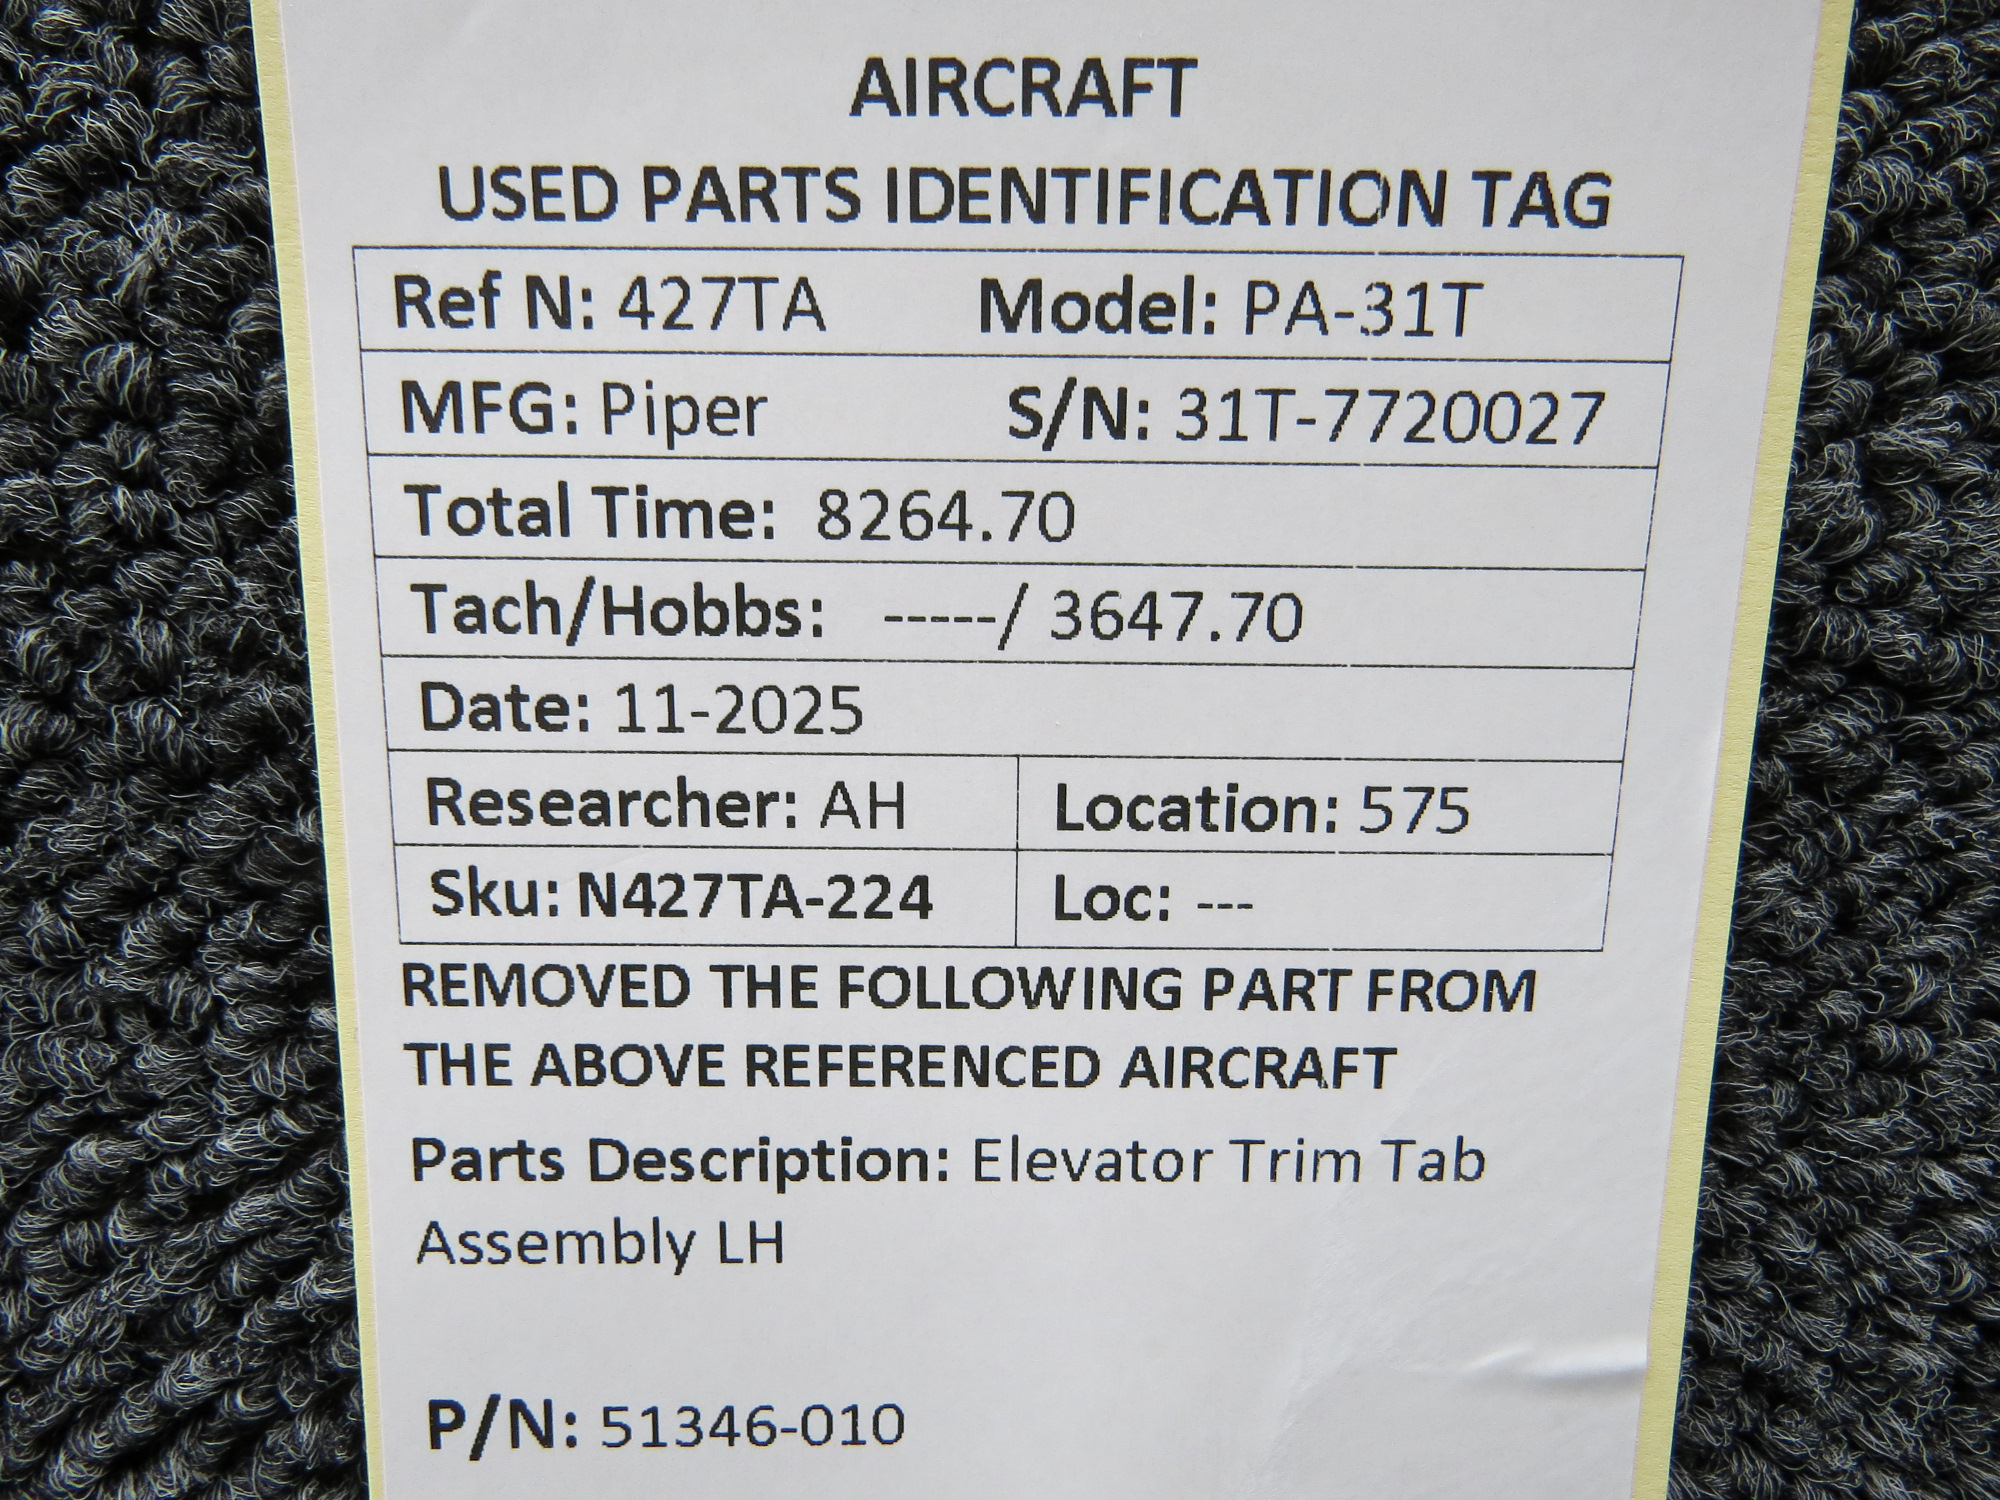 AIRCRAFT
USED PARTS IDENTIFICATION TAG
Ref N: 427TA Model: PA-31T
MFG: Piper S/N: 31T-7720027
Total Time: 8264.70
Tach/Hobbs: -----/ 3647.70
Date: 11-2025
Researcher: AH Location: 575
Sku: N427TA-224 Loc: ---
REMOVED THE FOLLOWING PART FROM
THE ABOVE REFERENCED AIRCRAFT
Parts Description: Elevator Trim Tab
Assembly LH
P/N: 51346-010